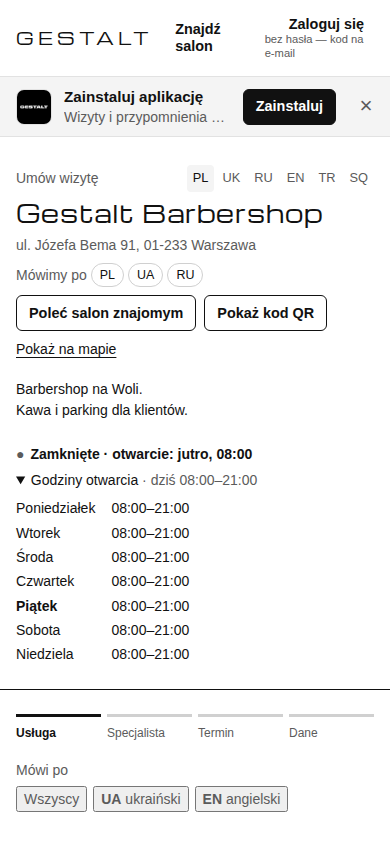 GESTALT
Znajdź salon
Zaloguj się
bez hasła — kod na e-mail
GESTALT
Zainstaluj aplikację
Wizyty i przypomnienia …
Zainstaluj
×
Umów wizytę
PL UK RU EN TR SQ
Gestalt Barbershop
ul. Józefa Bema 91, 01-233 Warszawa
Mówimy po PL UA RU
Poleć salon znajomym
Pokaż kod QR
Pokaż na mapie
Barbershop na Woli.
Kawa i parking dla klientów.
● Zamknięte · otwarcie: jutro, 08:00
▼ Godziny otwarcia · dziś 08:00–21:00
Poniedziałek 08:00–21:00
Wtorek 08:00–21:00
Środa 08:00–21:00
Czwartek 08:00–21:00
Piątek 08:00–21:00
Sobota 08:00–21:00
Niedziela 08:00–21:00
Usługa Specjalista Termin Dane
Mówi po
Wszyscy UA ukraiński EN angielski